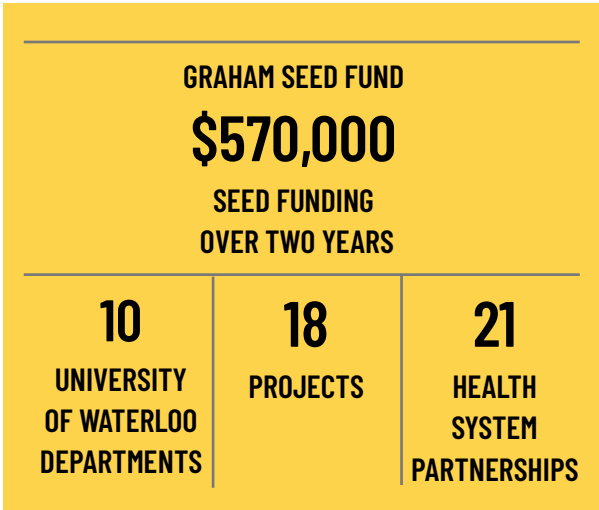 GRAHAM SEED FUND
$570,000
SEED FUNDING
OVER TWO YEARS
10
UNIVERSITY
OF WATERLOO
DEPARTMENTS
18
PROJECTS
21
HEALTH
SYSTEM
PARTNERSHIPS